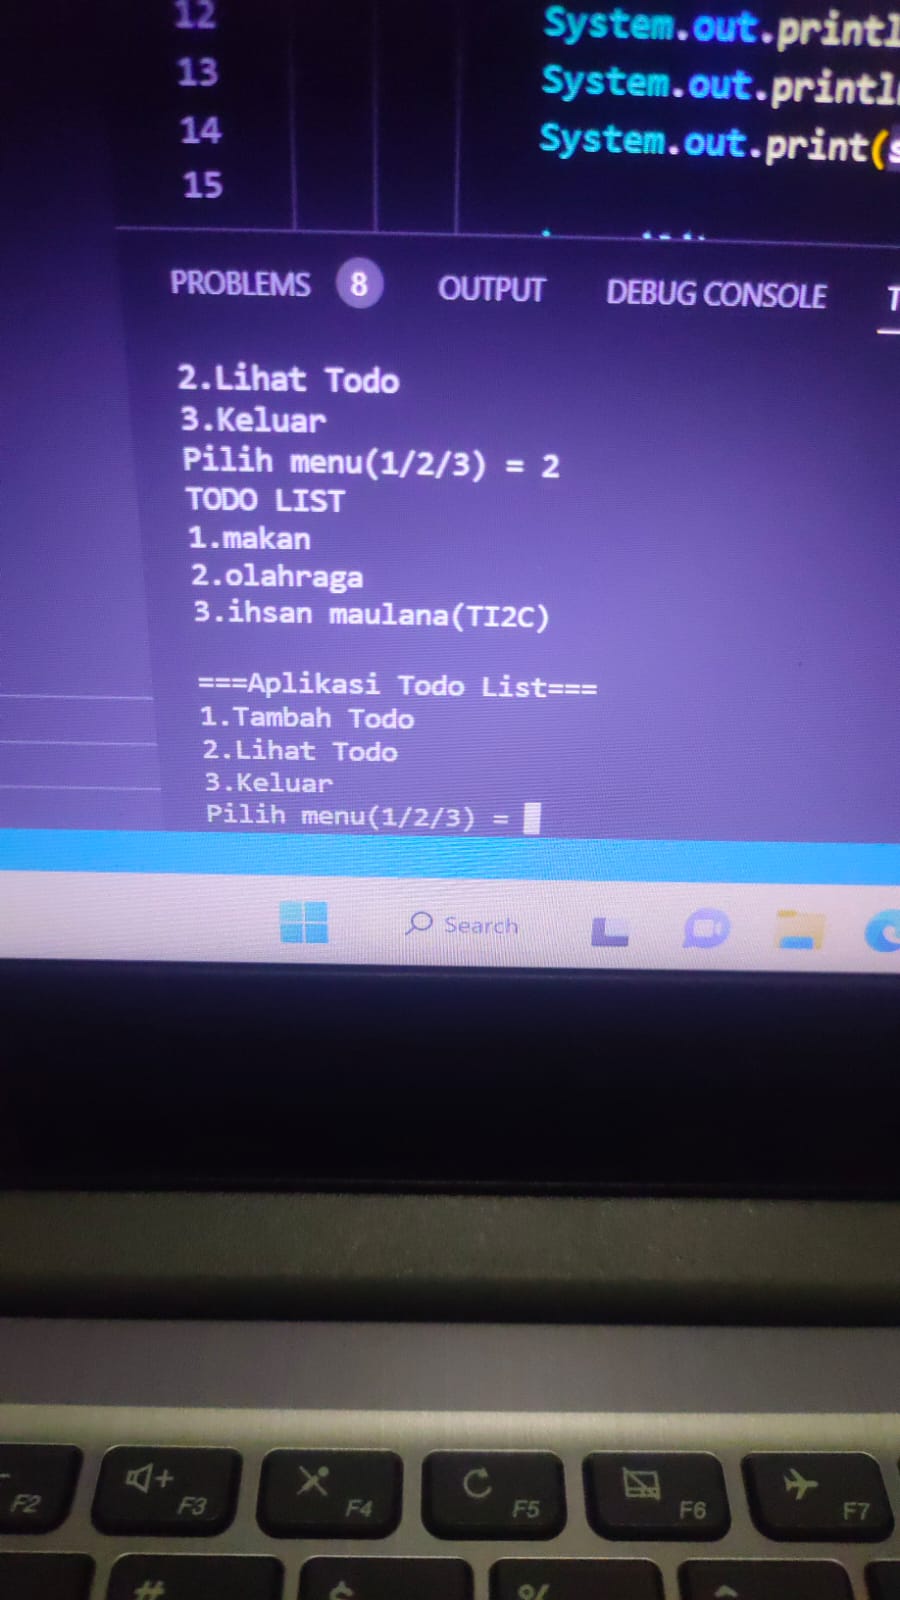 12
System.out.printl
13
System.out.println
14
System.out.print(s
15
PROBLEMS 8 OUTPUT DEBUG CONSOLE T
2.Lihat Todo
3.Keluar
Pilih menu(1/2/3) = 2
TODO LIST
1.makan
2.olahraga
3.ihsan maulana(TI2C)
===Aplikasi Todo List===
1.Tambah Todo
2.Lihat Todo
3.Keluar
Pilih menu(1/2/3) =
Search
F2 F3 F4 F5 F6 F7
# $ %